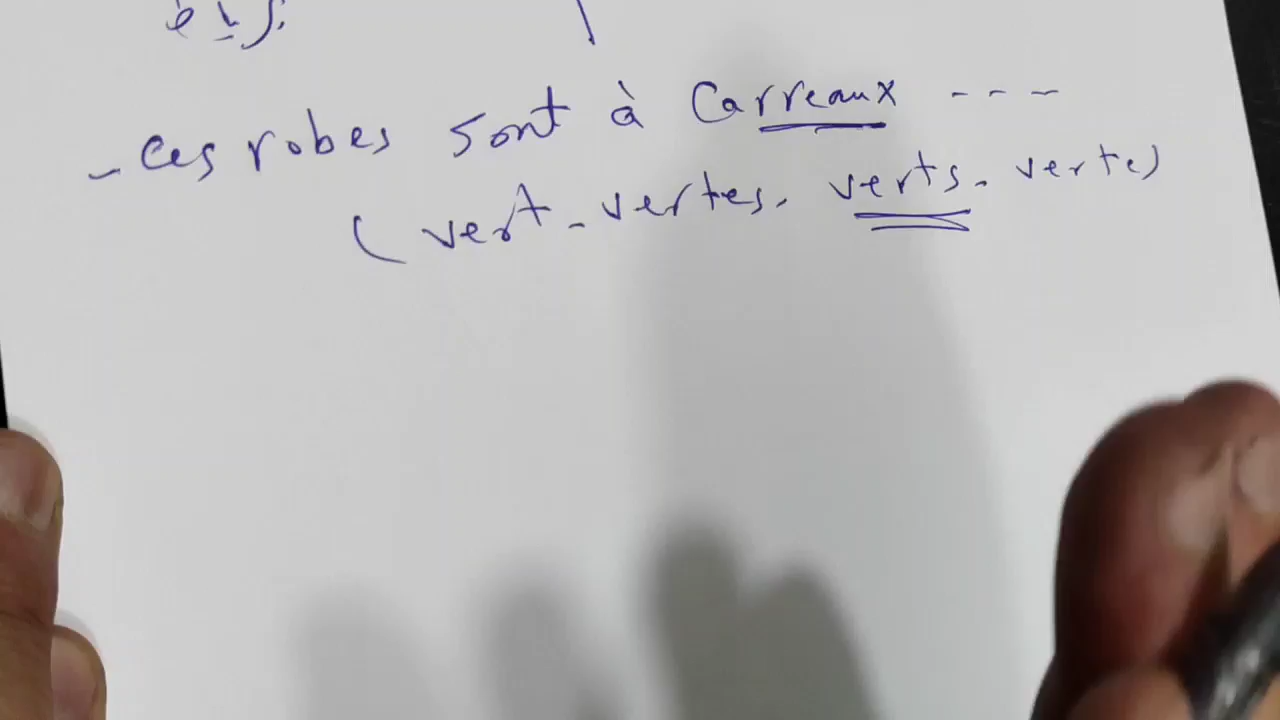 - Ces robes sont à Carreaux ---
( vert - vertes. verts. verte)